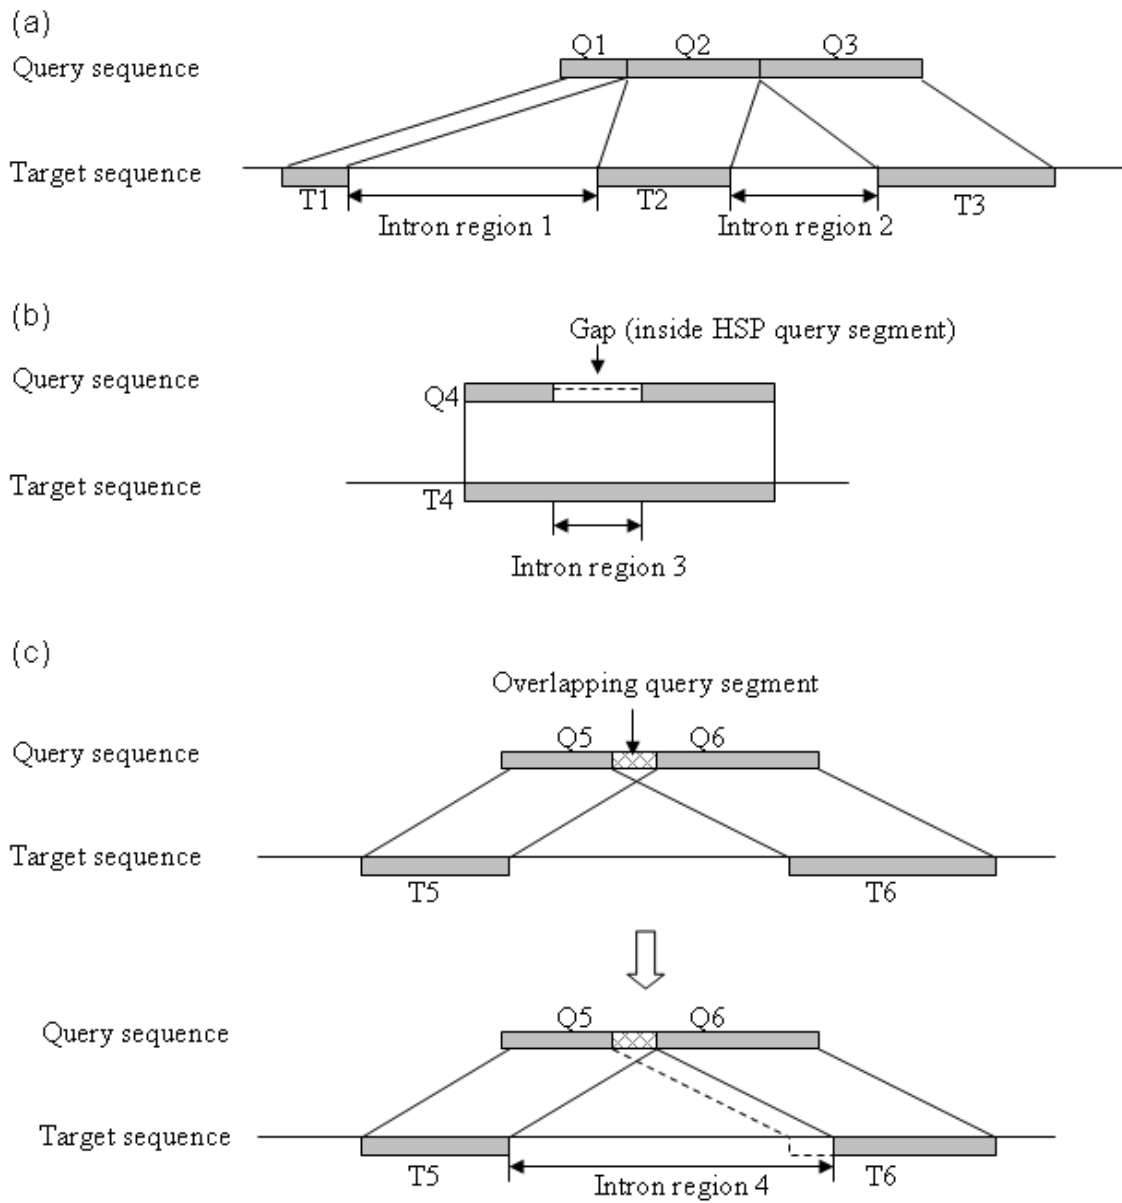 (a)
Q1 Q2 Q3
Query sequence
Target sequence
T1 T2 T3
Intron region 1 Intron region 2
(b)
Gap (inside HSP query segment)
Query sequence
Q4
Target sequence
T4
Intron region 3
(c)
Overlapping query segment
Q5 Q6
Query sequence
Target sequence
T5 T6
Q5 Q6
Query sequence
Target sequence
T5 Intron region 4 T6